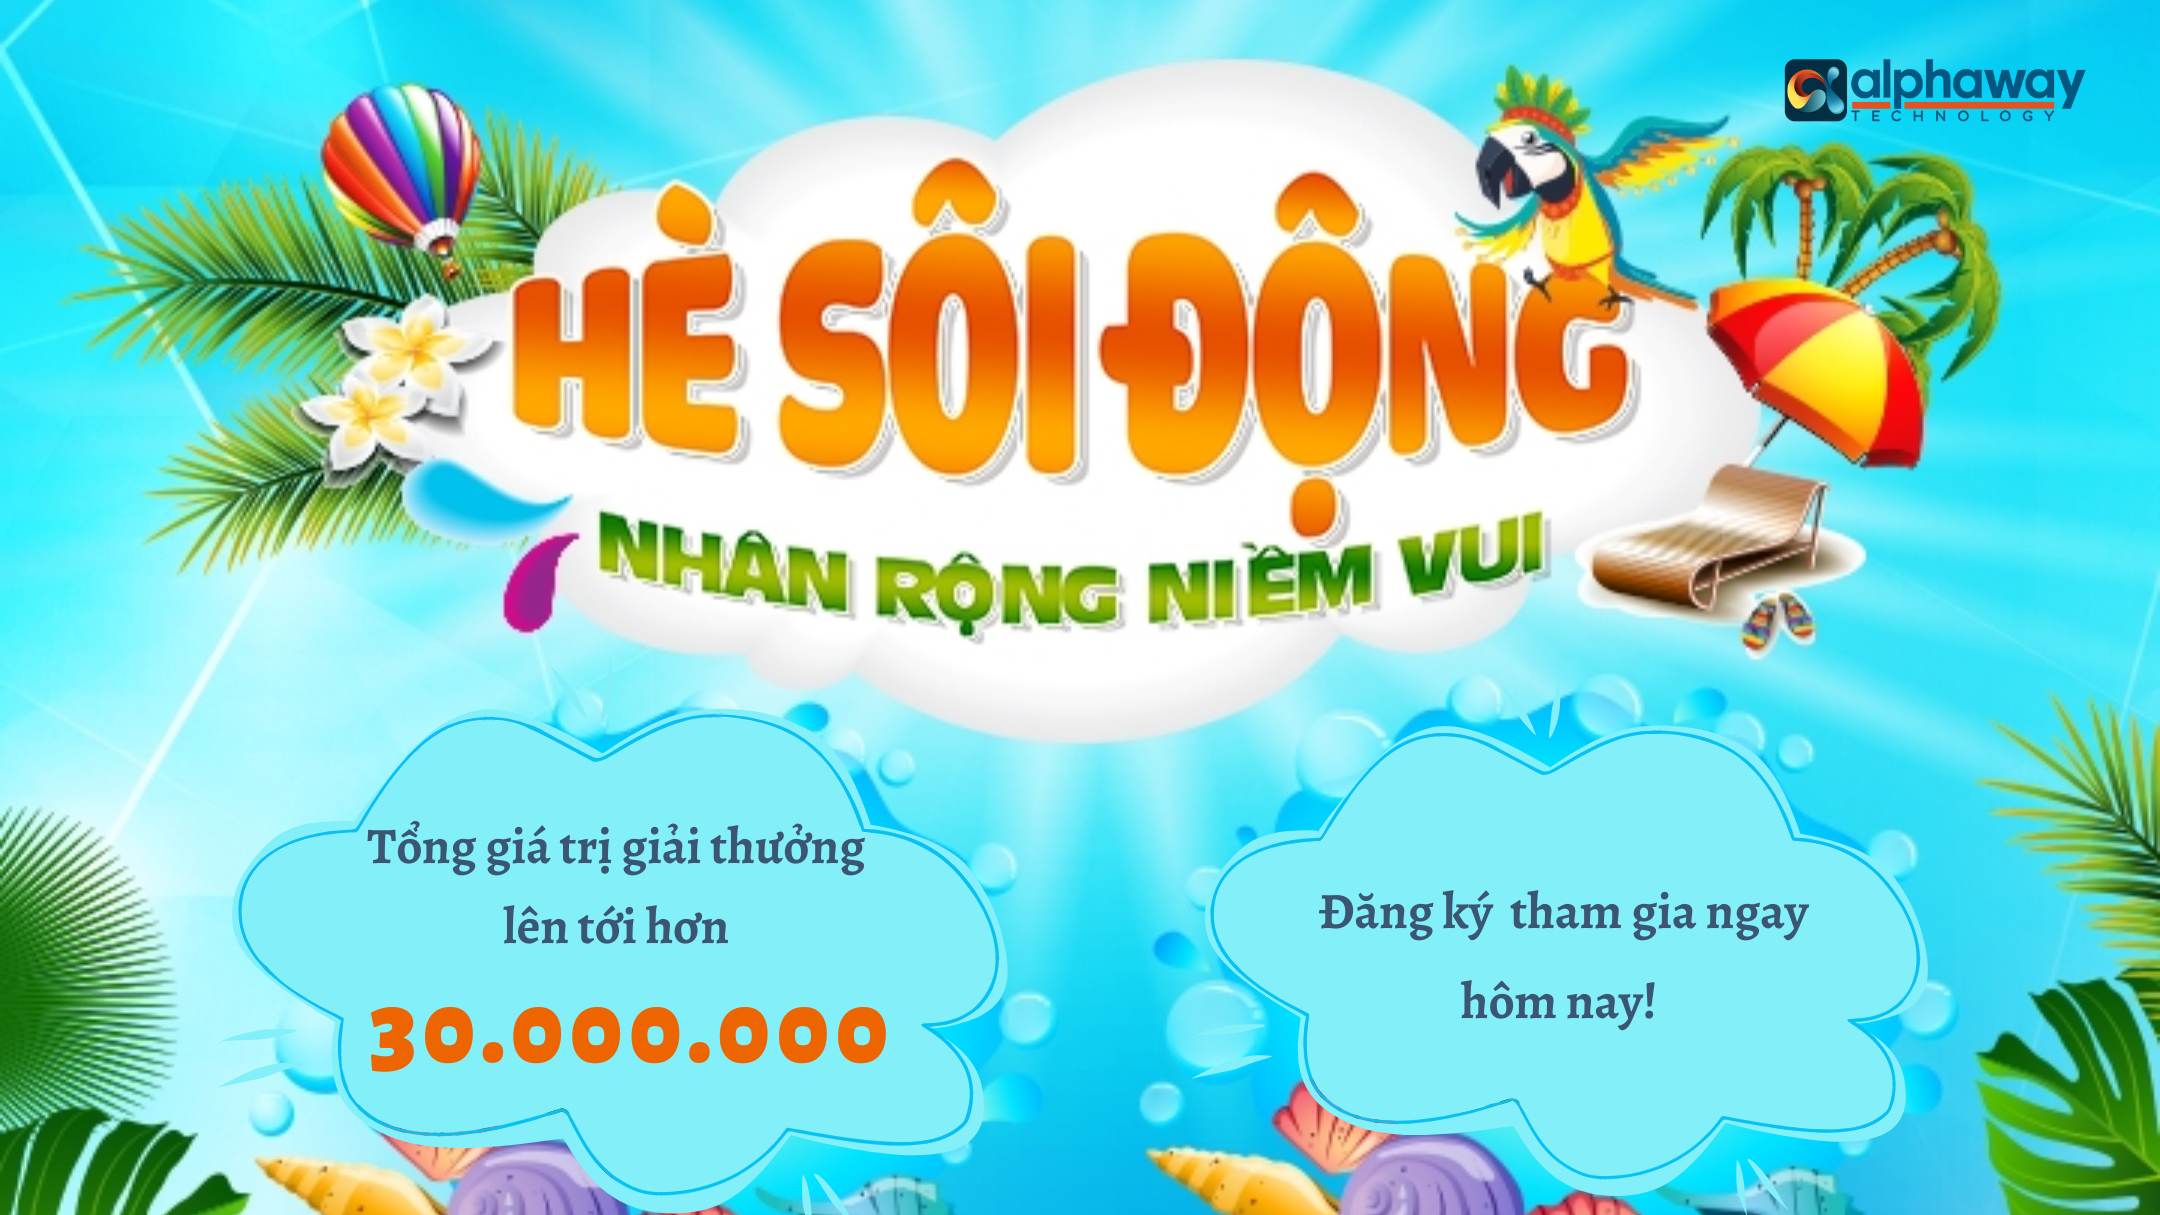 alphaway
TECHNOLOGY
HÈ SÔI ĐỘNG
NHÂN RỘNG NIỀM VUI
Tổng giá trị giải thưởng
lên tới hơn
30.000.000
Đăng ký tham gia ngay
hôm nay!